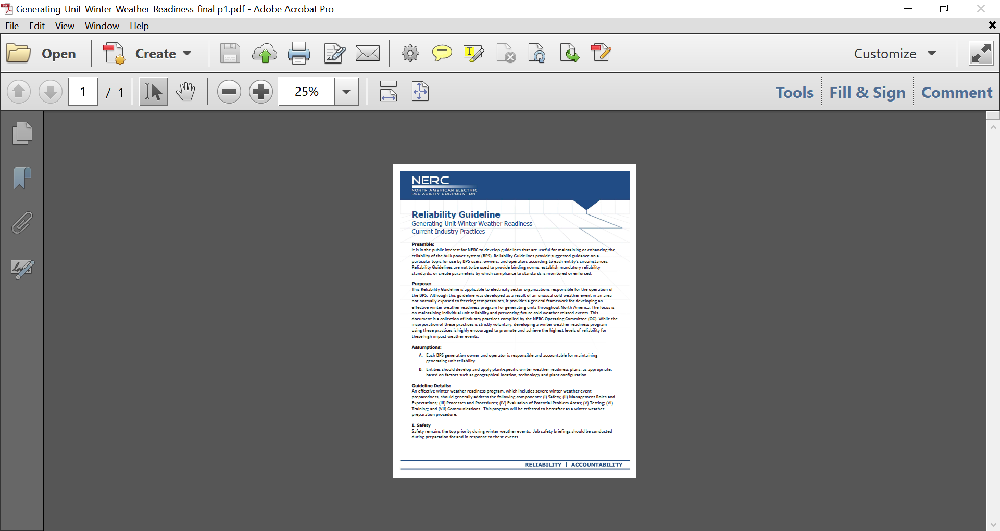 Generating_Unit_Winter_Weather_Readiness_final p1.pdf - Adobe Acrobat Pro
File Edit View Window Help
Open Create Customize
1 / 1 25% Tools Fill & Sign Comment
NERC
NORTH AMERICAN ELECTRIC
RELIABILITY CORPORATION
Reliability Guideline
Generating Unit Winter Weather Readiness –
Current Industry Practices
Preamble:
It is in the public interest for NERC to develop guidelines that are useful for maintaining or enhancing the
reliability of the bulk power system (BPS). Reliability Guidelines provide suggested guidance on a
particular topic for use by BPS users, owners, and operators according to each entity's circumstances.
Reliability Guidelines are not to be used to provide binding norms, establish mandatory reliability
standards, or create parameters by which compliance to standards is monitored or enforced.
Purpose:
This Reliability Guideline is applicable to electricity sector organizations responsible for the operation of
the BPS. Although this guideline was developed as a result of an unusual cold weather event in an area
not normally exposed to freezing temperatures, it provides a general framework for developing an
effective winter weather readiness program for generating units throughout North America. The focus is
on maintaining individual unit reliability and preventing future cold weather related events. This
document is a collection of industry practices compiled by the NERC Operating Committee (OC). While the
incorporation of these practices is strictly voluntary, developing a winter weather readiness program
using these practices is highly encouraged to promote and achieve the highest levels of reliability for
these high impact weather events.
Assumptions:
A. Each BPS generation owner and operator is responsible and accountable for maintaining
generating unit reliability.
B. Entities should develop and apply plant-specific winter weather readiness plans, as appropriate,
based on factors such as geographical location, technology and plant configuration.
Guideline Details:
An effective winter weather readiness program, which includes severe winter weather event
preparedness, should generally address the following components: (I) Safety; (II) Management Roles and
Expectations; (III) Processes and Procedures; (IV) Evaluation of Potential Problem Areas; (V) Testing; (VI)
Training; and (VII) Communications. This program will be referred to hereafter as a winter weather
preparation procedure.
I. Safety
Safety remains the top priority during winter weather events. Job safety briefings should be conducted
during preparation for and in response to these events.
RELIABILITY | ACCOUNTABILITY